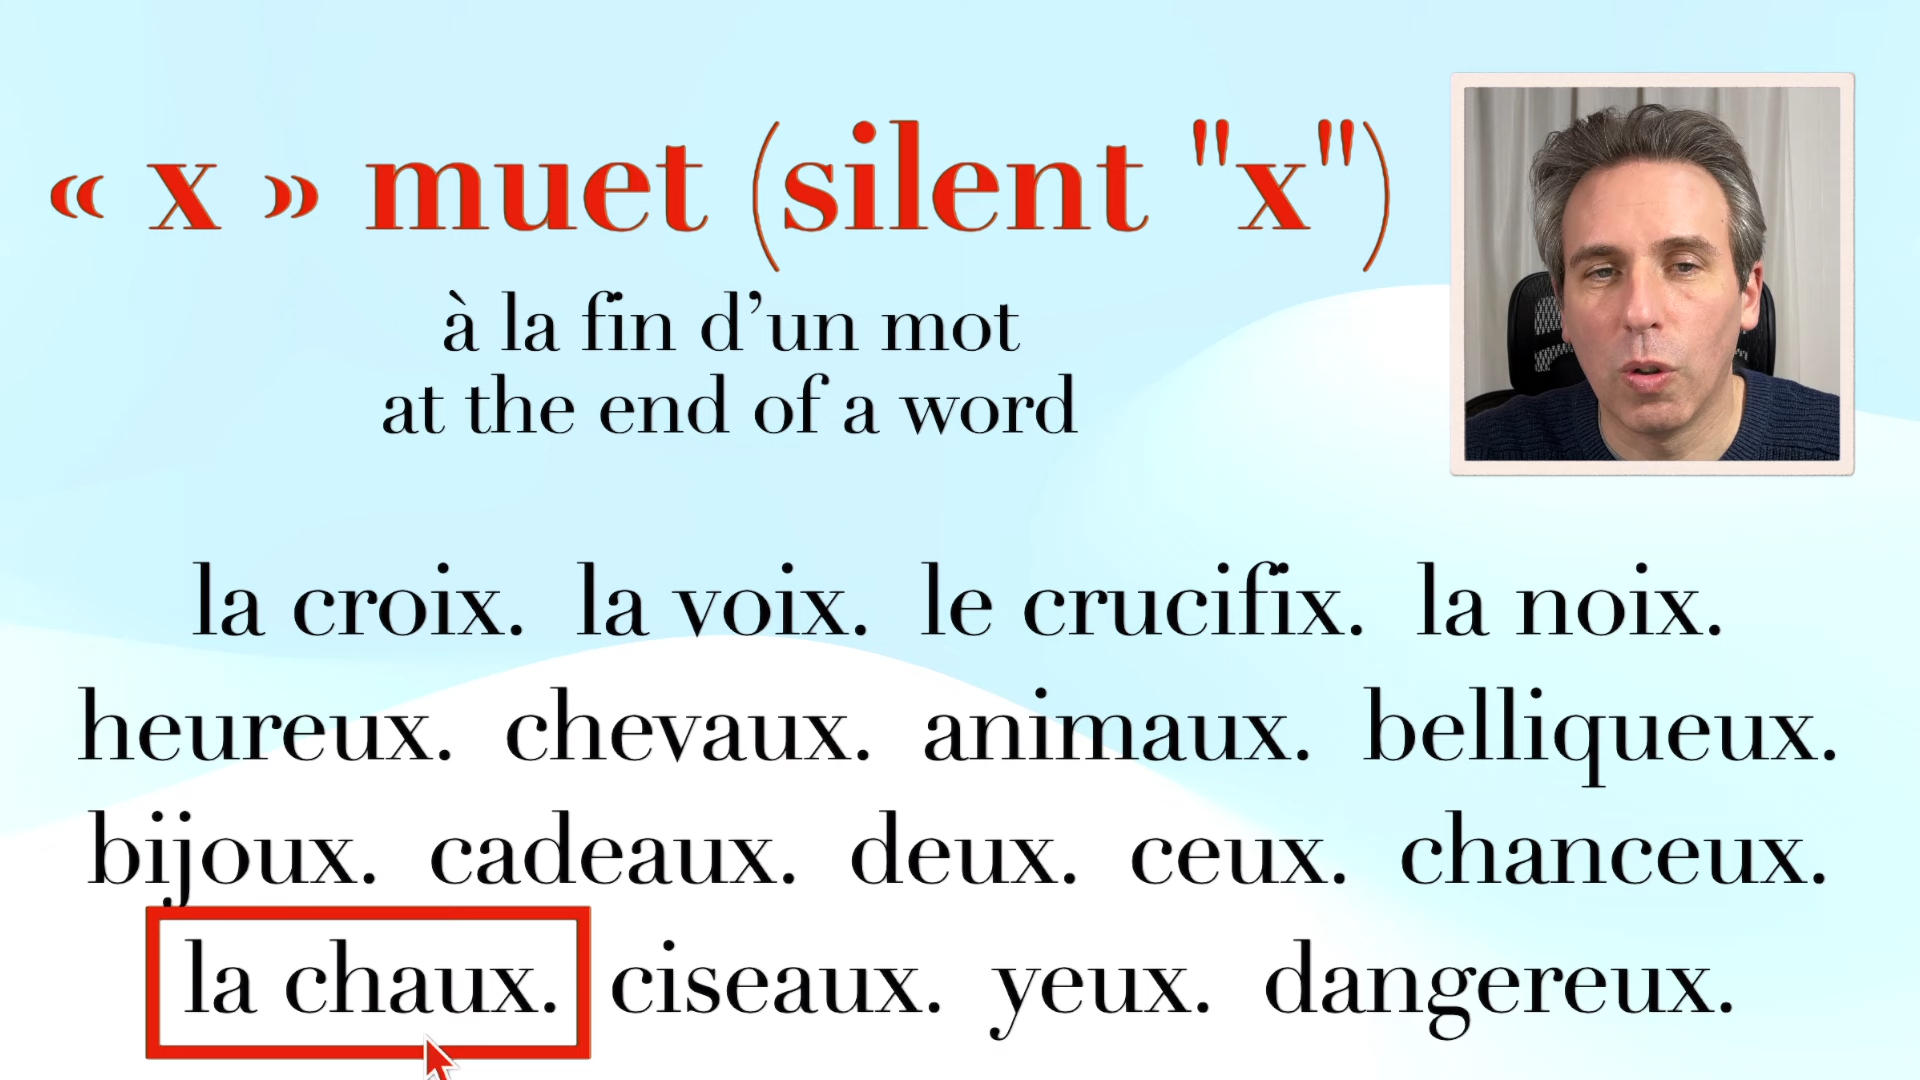 « x » muet (silent "x")
à la fin d’un mot
at the end of a word
la croix. la voix. le crucifix. la noix.
heureux. chevaux. animaux. belliqueux.
bijoux. cadeaux. deux. ceux. chanceux.
la chaux. ciseaux. yeux. dangereux.